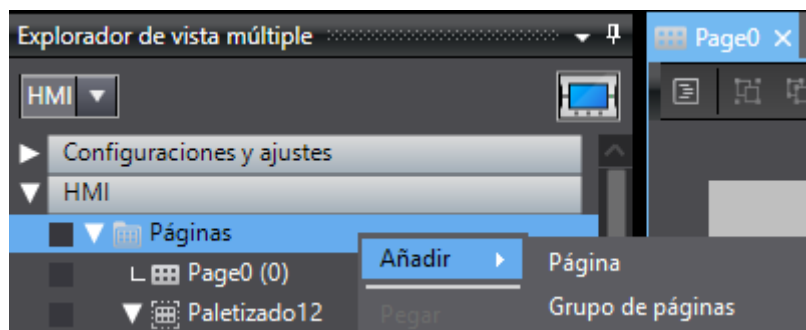 Explorador de vista múltiple
Page0
HMI
Configuraciones y ajustes
HMI
Páginas
Añadir
Página
Page0 (0)
Paletizado12
Pegar
Grupo de páginas